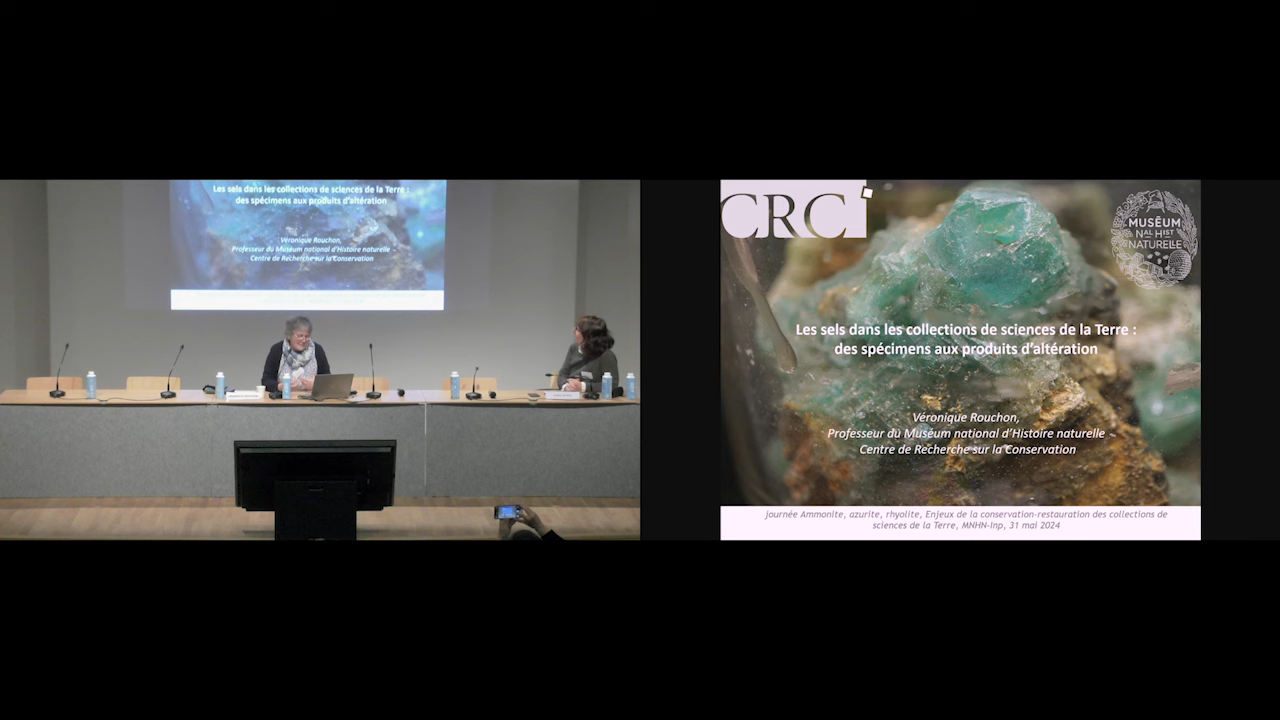 Les sels dans les collections de sciences de la Terre :
des spécimens aux produits d'altération
Véronique Rouchon,
Professeur du Muséum national d'Histoire naturelle
Centre de Recherche sur la Conservation
CRC
MUSĒUM
NAL HIST
NATURELLE
Les sels dans les collections de sciences de la Terre :
des spécimens aux produits d'altération
Véronique Rouchon,
Professeur du Muséum national d'Histoire naturelle
Centre de Recherche sur la Conservation
journée Ammonite, azurite, rhyolite, Enjeux de la conservation-restauration des collections de
sciences de la Terre, MNHN-Inp, 31 mai 2024